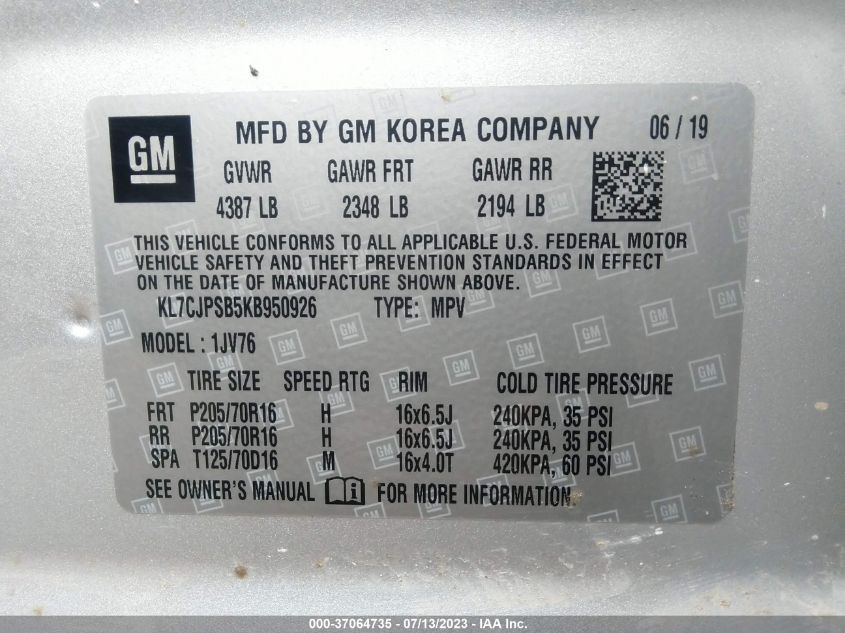 GM MFD BY GM KOREA COMPANY 06 / 19
GVWR GAWR FRT GAWR RR
4387 LB 2348 LB 2194 LB
THIS VEHICLE CONFORMS TO ALL APPLICABLE U.S. FEDERAL MOTOR
VEHICLE SAFETY AND THEFT PREVENTION STANDARDS IN EFFECT
ON THE DATE OF MANUFACTURE SHOWN ABOVE.
KL7CJPSB5KB950926 TYPE: MPV
MODEL : 1JV76
TIRE SIZE SPEED RTG RIM COLD TIRE PRESSURE
FRT P205/70R16 H 16x6.5J 240KPA, 35 PSI
RR P205/70R16 H 16x6.5J 240KPA, 35 PSI
SPA T125/70D16 M 16x4.0T 420KPA, 60 PSI
SEE OWNER'S MANUAL FOR MORE INFORMATION
000-37064735 - 07/13/2023 - IAA Inc.